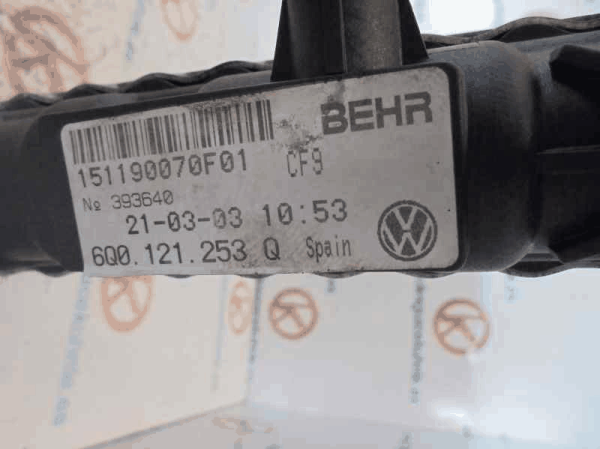 BEHR
151190070F01 CF9
№ 393640
21-03-03 10:53
6Q0.121.253 Q Spain